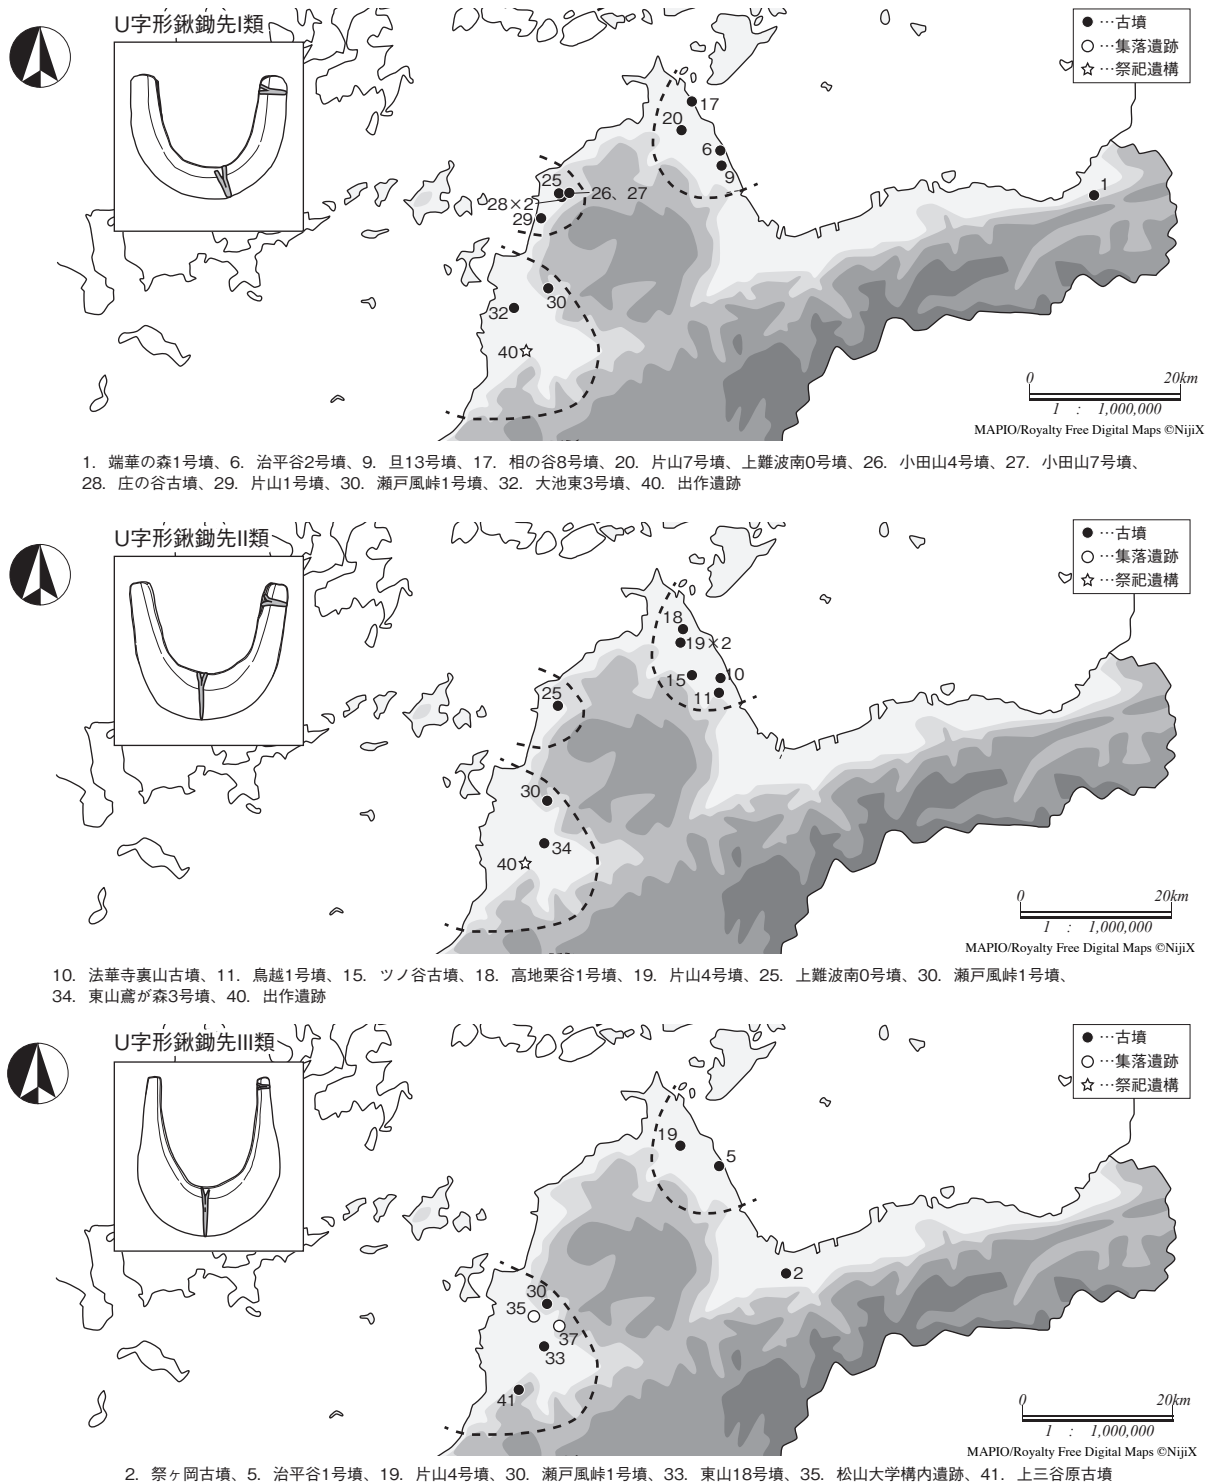 U字形鍬鋤先I類
●…古墳
○…集落遺跡
☆…祭祀遺構
17
20
6
9
1
25
26、27
28×2
29
30
32
40
0 20km
1 : 1,000,000
MAPIO/Royalty Free Digital Maps ©NijiX
1. 端華の森1号墳、6. 治平谷2号墳、9. 旦13号墳、17. 相の谷8号墳、20. 片山7号墳、上難波南0号墳、26. 小田山4号墳、27. 小田山7号墳、
28. 庄の谷古墳、29. 片山1号墳、30. 瀬戸風峠1号墳、32. 大池東3号墳、40. 出作遺跡
U字形鍬鋤先II類
●…古墳
○…集落遺跡
☆…祭祀遺構
18
19×2
15
10
11
25
30
34
40
0 20km
1 : 1,000,000
MAPIO/Royalty Free Digital Maps ©NijiX
10. 法華寺裏山古墳、11. 鳥越1号墳、15. ツノ谷古墳、18. 高地栗谷1号墳、19. 片山4号墳、25. 上難波南0号墳、30. 瀬戸風峠1号墳、
34. 東山鳶が森3号墳、40. 出作遺跡
U字形鍬鋤先III類
●…古墳
○…集落遺跡
☆…祭祀遺構
19
5
2
30
35
37
33
41
0 20km
1 : 1,000,000
MAPIO/Royalty Free Digital Maps ©NijiX
2. 祭ヶ岡古墳、5. 治平谷1号墳、19. 片山4号墳、30. 瀬戸風峠1号墳、33. 東山18号墳、35. 松山大学構内遺跡、41. 上三谷原古墳